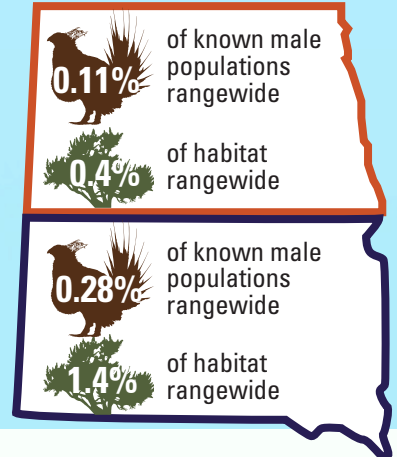 0.11% of known male
populations
rangewide
0.4% of habitat
rangewide
0.28% of known male
populations
rangewide
1.4% of habitat
rangewide